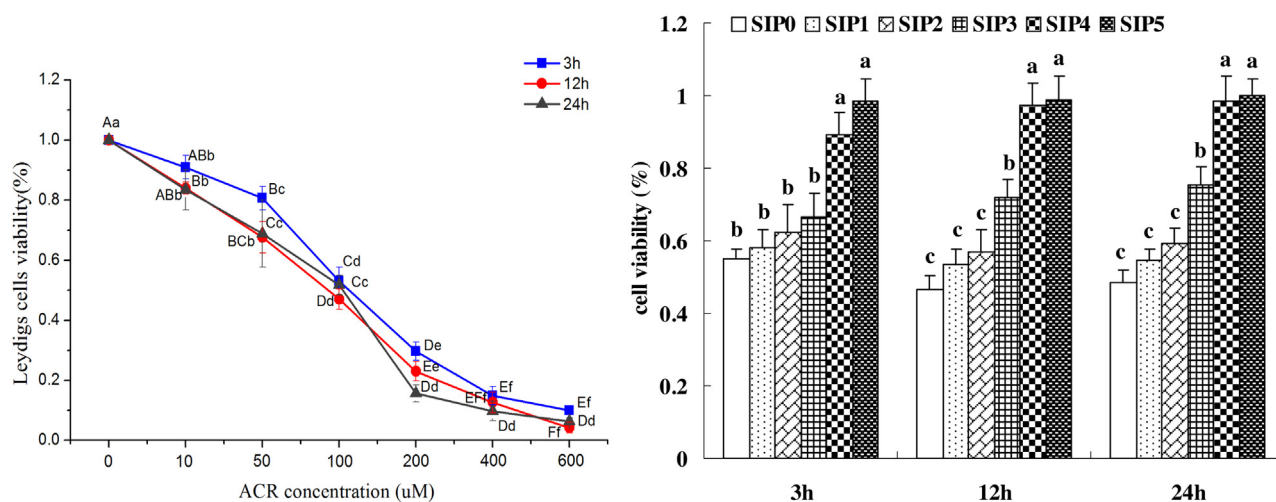 3h
12h
24h
Leydigs cells viability(%)
1.2
1.0
0.8
0.6
0.4
0.2
0.0
Aa
ABb
Bb
ABb
Bc
Cc
BCb
Cd
Cc
Dd
De
Ee
Dd
Ef
EFf
Dd
Ef
Dd
Ff
0 10 50 100 200 400 600
ACR concentration (uM)
SIP0 SIP1 SIP2 SIP3 SIP4 SIP5
cell viability (%)
1.2
1
0.8
0.6
0.4
0.2
0
b b b b a a
c c c b a a
c c c b a a
3h 12h 24h